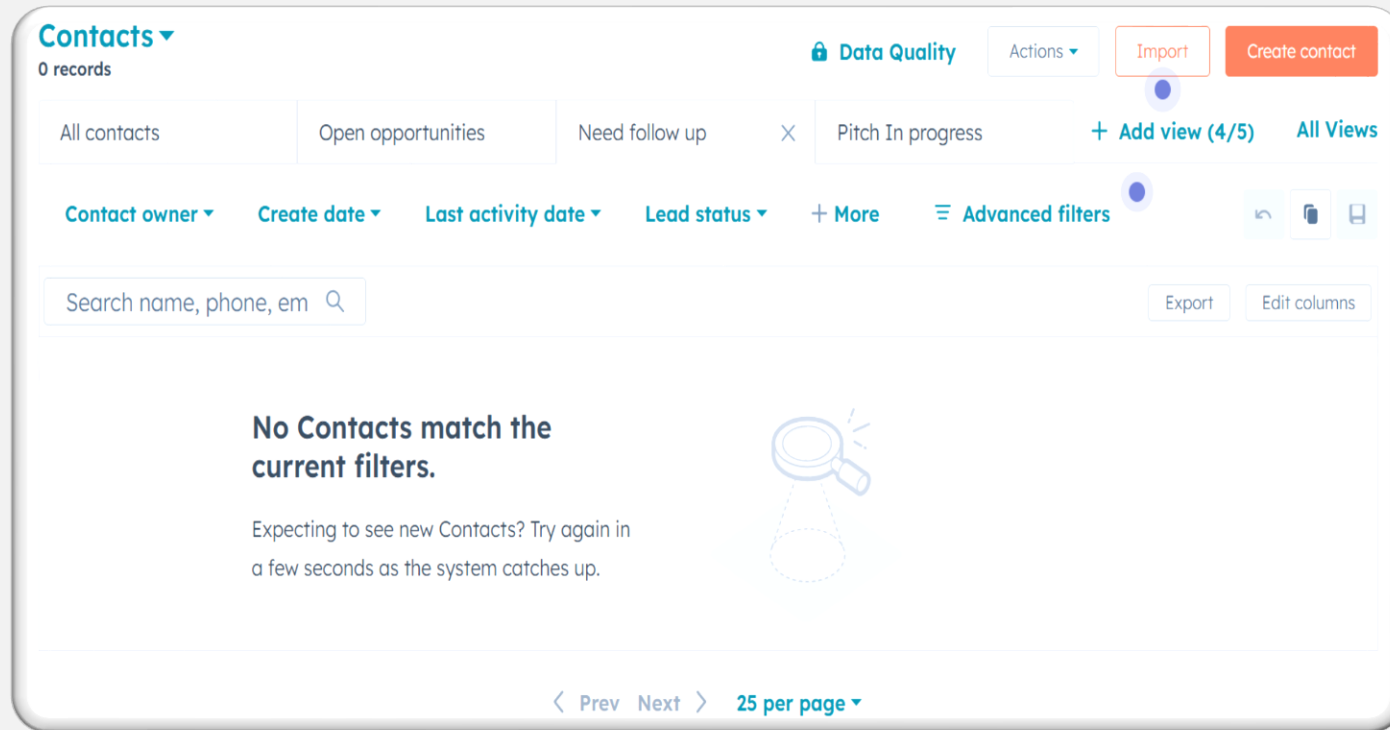 Contacts
0 records
Data Quality
Actions
Import
Create contact
All contacts
Open opportunities
Need follow up
Pitch In progress
+ Add view (4/5)
All Views
Contact owner
Create date
Last activity date
Lead status
+ More
Advanced filters
Search name, phone, em
Export
Edit columns
No Contacts match the
current filters.
Expecting to see new Contacts? Try again in
a few seconds as the system catches up.
Prev
Next
25 per page